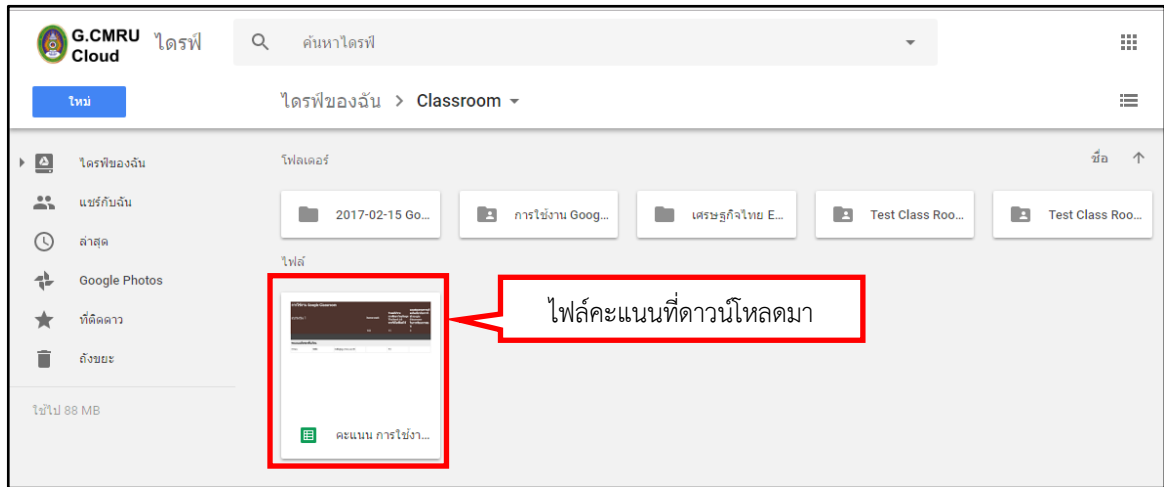 G.CMRU
Cloud
ไดรฟ์
ค้นหาไดรฟ์
ใหม่
ไดรฟ์ของฉัน > Classroom
ไดรฟ์ของฉัน
แชร์กับฉัน
ล่าสุด
Google Photos
ที่ติดดาว
ถังขยะ
ใช้ไป 88 MB
โฟลเดอร์
ชื่อ
2017-02-15 Go...
การใช้งาน Goog...
เศรษฐกิจไทย E...
Test Class Roo...
Test Class Roo...
ไฟล์
ไฟล์คะแนนที่ดาวน์โหลดมา
คะแนน การใช้งา...